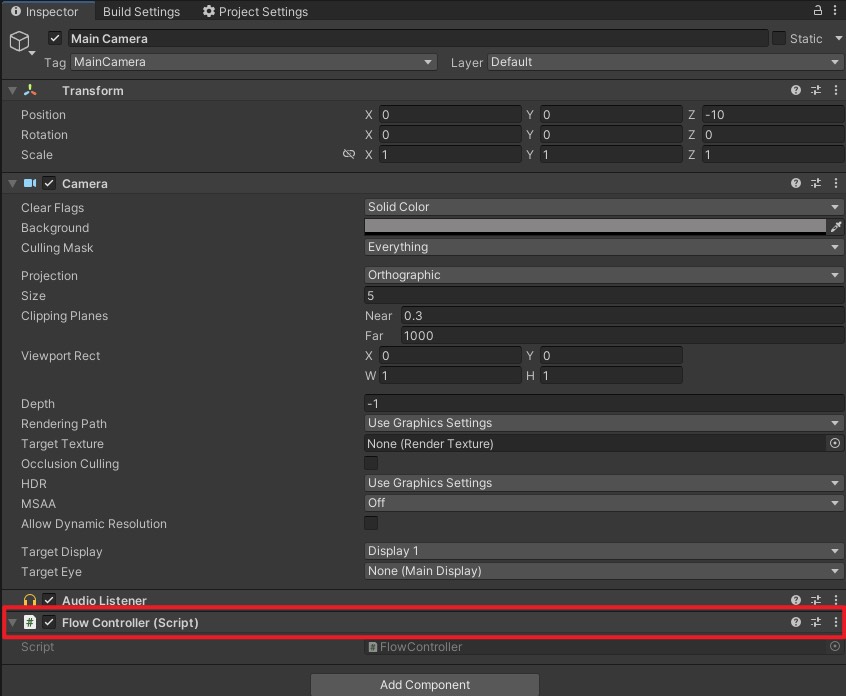 Inspector Build Settings Project Settings
Main Camera Static
Tag MainCamera Layer Default
Transform
Position X 0 Y 0 Z -10
Rotation X 0 Y 0 Z 0
Scale X 1 Y 1 Z 1
Camera
Clear Flags Solid Color
Background
Culling Mask Everything
Projection Orthographic
Size 5
Clipping Planes Near 0.3
Far 1000
Viewport Rect X 0 Y 0
W 1 H 1
Depth -1
Rendering Path Use Graphics Settings
Target Texture None (Render Texture)
Occlusion Culling
HDR Use Graphics Settings
MSAA Off
Allow Dynamic Resolution
Target Display Display 1
Target Eye None (Main Display)
Audio Listener
# Flow Controller (Script)
Script # FlowController
Add Component